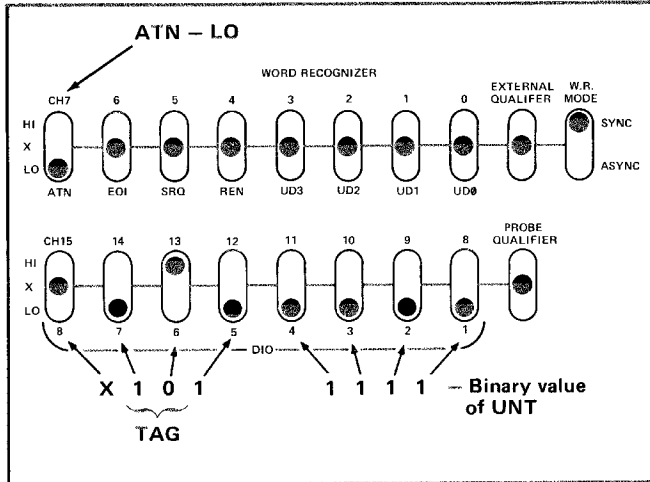 ATN – LO
WORD RECOGNIZER
CH7 6 5 4 3 2 1 0 EXTERNAL QUALIFER W.R. MODE
HI
X
LO
SYNC
ASYNC
ATN EOI SRQ REN UD3 UD2 UD1 UD0
CH15 14 13 12 11 10 9 8 PROBE QUALIFIER
HI
X
LO
8 7 6 5 4 3 2 1
DIO
X 1 0 1 1 1 1 1 – Binary value
of UNT
TAG